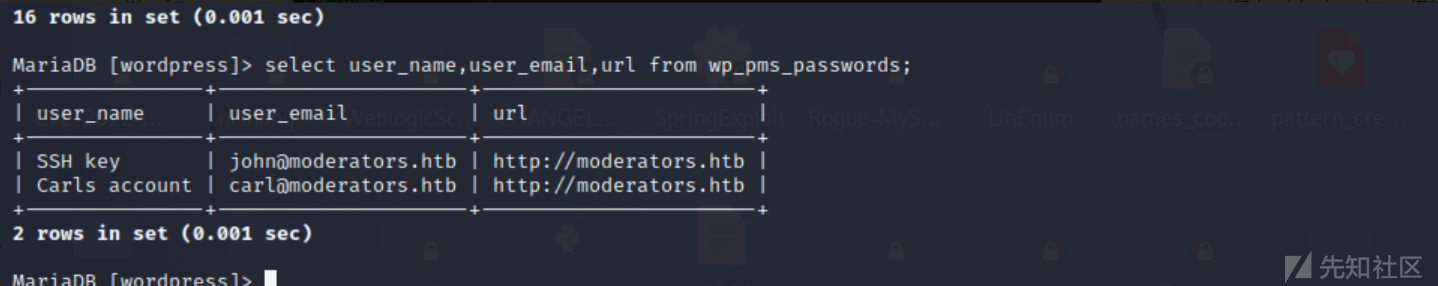 16 rows in set (0.001 sec)
MariaDB [wordpress]> select user_name,user_email,url from wp_pms_passwords;
+---------------+---------------------+-----------------------+
| user_name | user_email | url |
+---------------+---------------------+-----------------------+
| SSH key | john@moderators.htb | http://moderators.htb |
| Carls account | carl@moderators.htb | http://moderators.htb |
+---------------+---------------------+-----------------------+
2 rows in set (0.001 sec)
MariaDB [wordpress]>
WeblogicSc... ANGEL... SpringExploit Rogue-MyS... LinEnum names_coo... pattern_cre...
先知社区